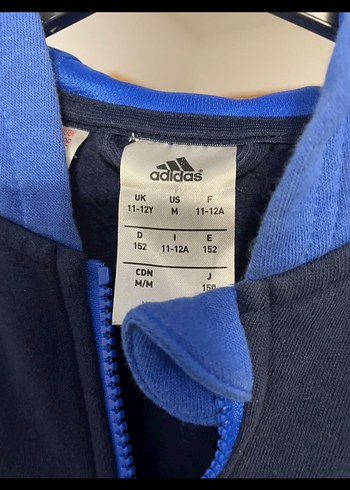 adidas
UK US F
11-12Y M 11-12A
D I E
152 11-12A 152
CDN J
M/M 150